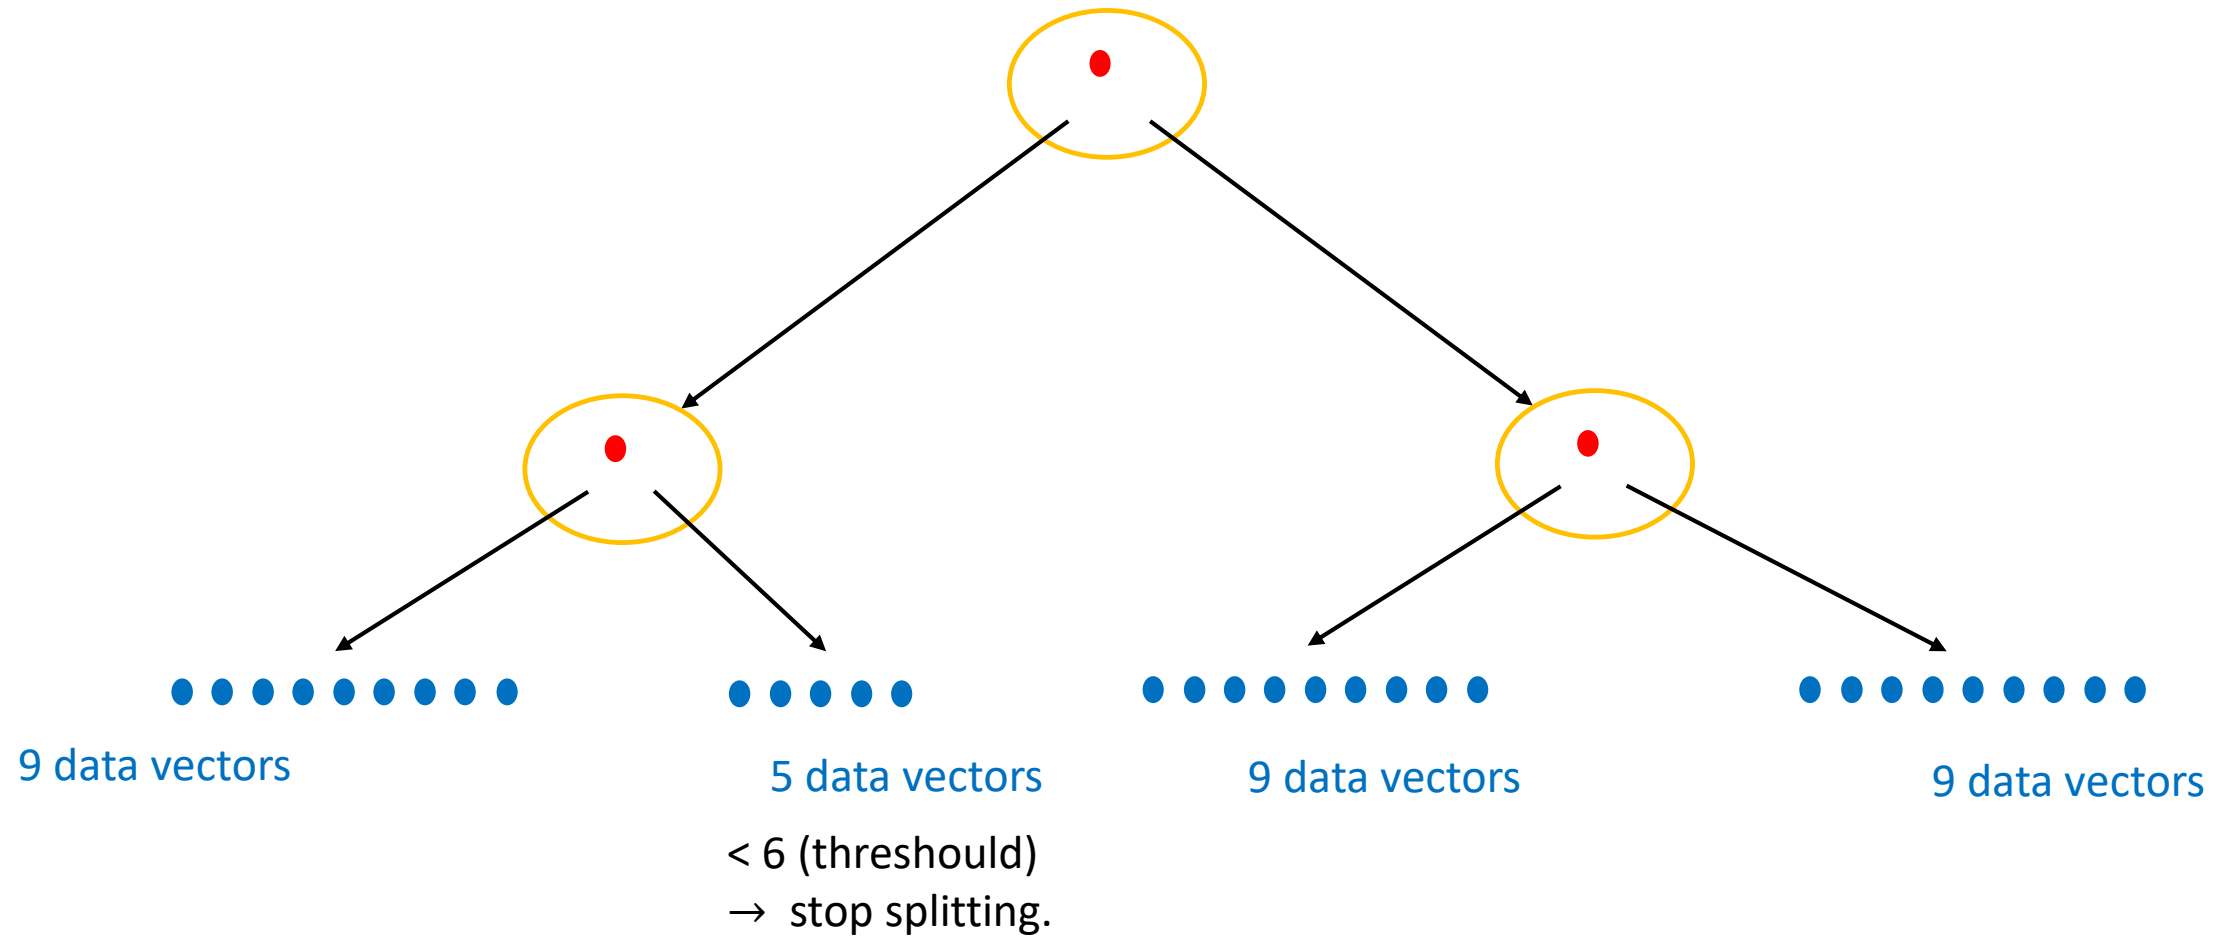 9 data vectors
5 data vectors
9 data vectors
9 data vectors
< 6 (threshould)
→ stop splitting.